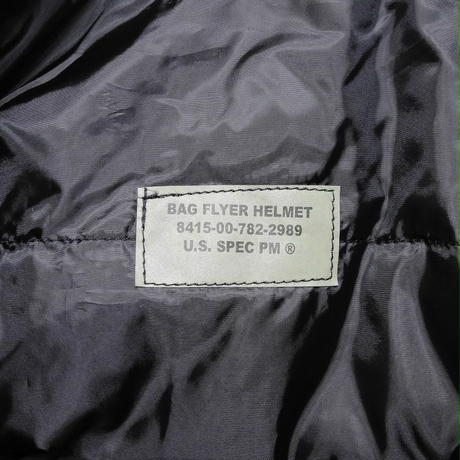 BAG FLYER HELMET
8415-00-782-2989
U.S. SPEC PM ®